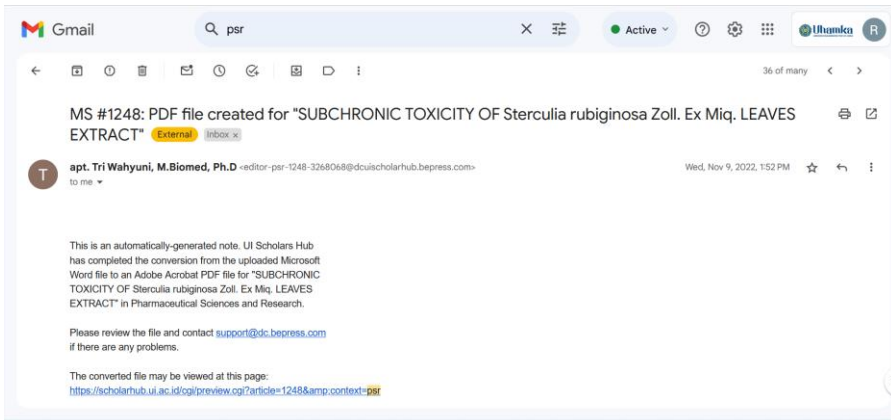 Gmail
psr
Active
Uhamka
R
36 of many
MS #1248: PDF file created for "SUBCHRONIC TOXICITY OF Sterculia rubiginosa Zoll. Ex Miq. LEAVES
EXTRACT" External Inbox x
T
apt. Tri Wahyuni, M.Biomed, Ph.D <editor-psr-1248-3268068@dcuischolarhub.bepress.com>
Wed, Nov 9, 2022, 1:52 PM
to me
This is an automatically-generated note. UI Scholars Hub
has completed the conversion from the uploaded Microsoft
Word file to an Adobe Acrobat PDF file for "SUBCHRONIC
TOXICITY OF Sterculia rubiginosa Zoll. Ex Miq. LEAVES
EXTRACT" in Pharmaceutical Sciences and Research.
Please review the file and contact support@dc.bepress.com
if there are any problems.
The converted file may be viewed at this page:
https://scholarhub.ui.ac.id/cgi/preview.cgi?article=1248&amp;context=psr